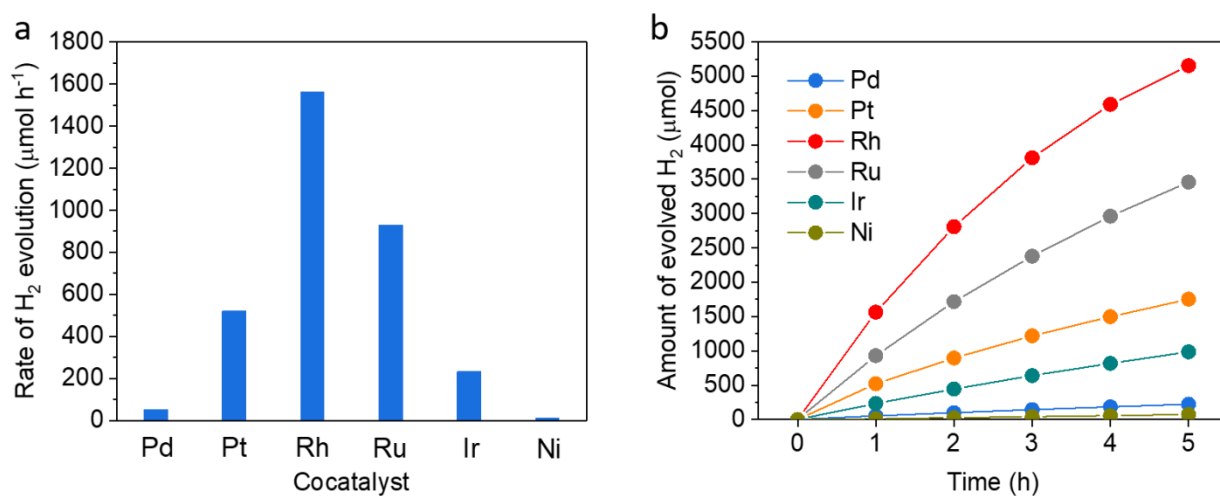 a
Rate of H₂ evolution (μmol h⁻¹)
1800
1600
1400
1200
1000
800
600
400
200
0
Pd Pt Rh Ru Ir Ni
Cocatalyst
b
Amount of evolved H₂ (μmol)
5500
5000
4500
4000
3500
3000
2500
2000
1500
1000
500
0
Pd
Pt
Rh
Ru
Ir
Ni
0 1 2 3 4 5
Time (h)